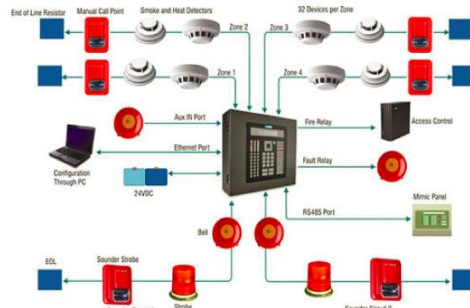 End of Line Resistor
Manual Call Point
Smoke and Heat Detectors
32 Devices per Zone
Zone 2
Zone 3
Zone 1
Zone 4
Aux IN Port
Fire Relay
Access Control
Ethernet Port
Configuration
Through PC
Fault Relay
24VDC
RS485 Port
Mimic Panel
Bell
EOL
Sounder Strobe
Strobe